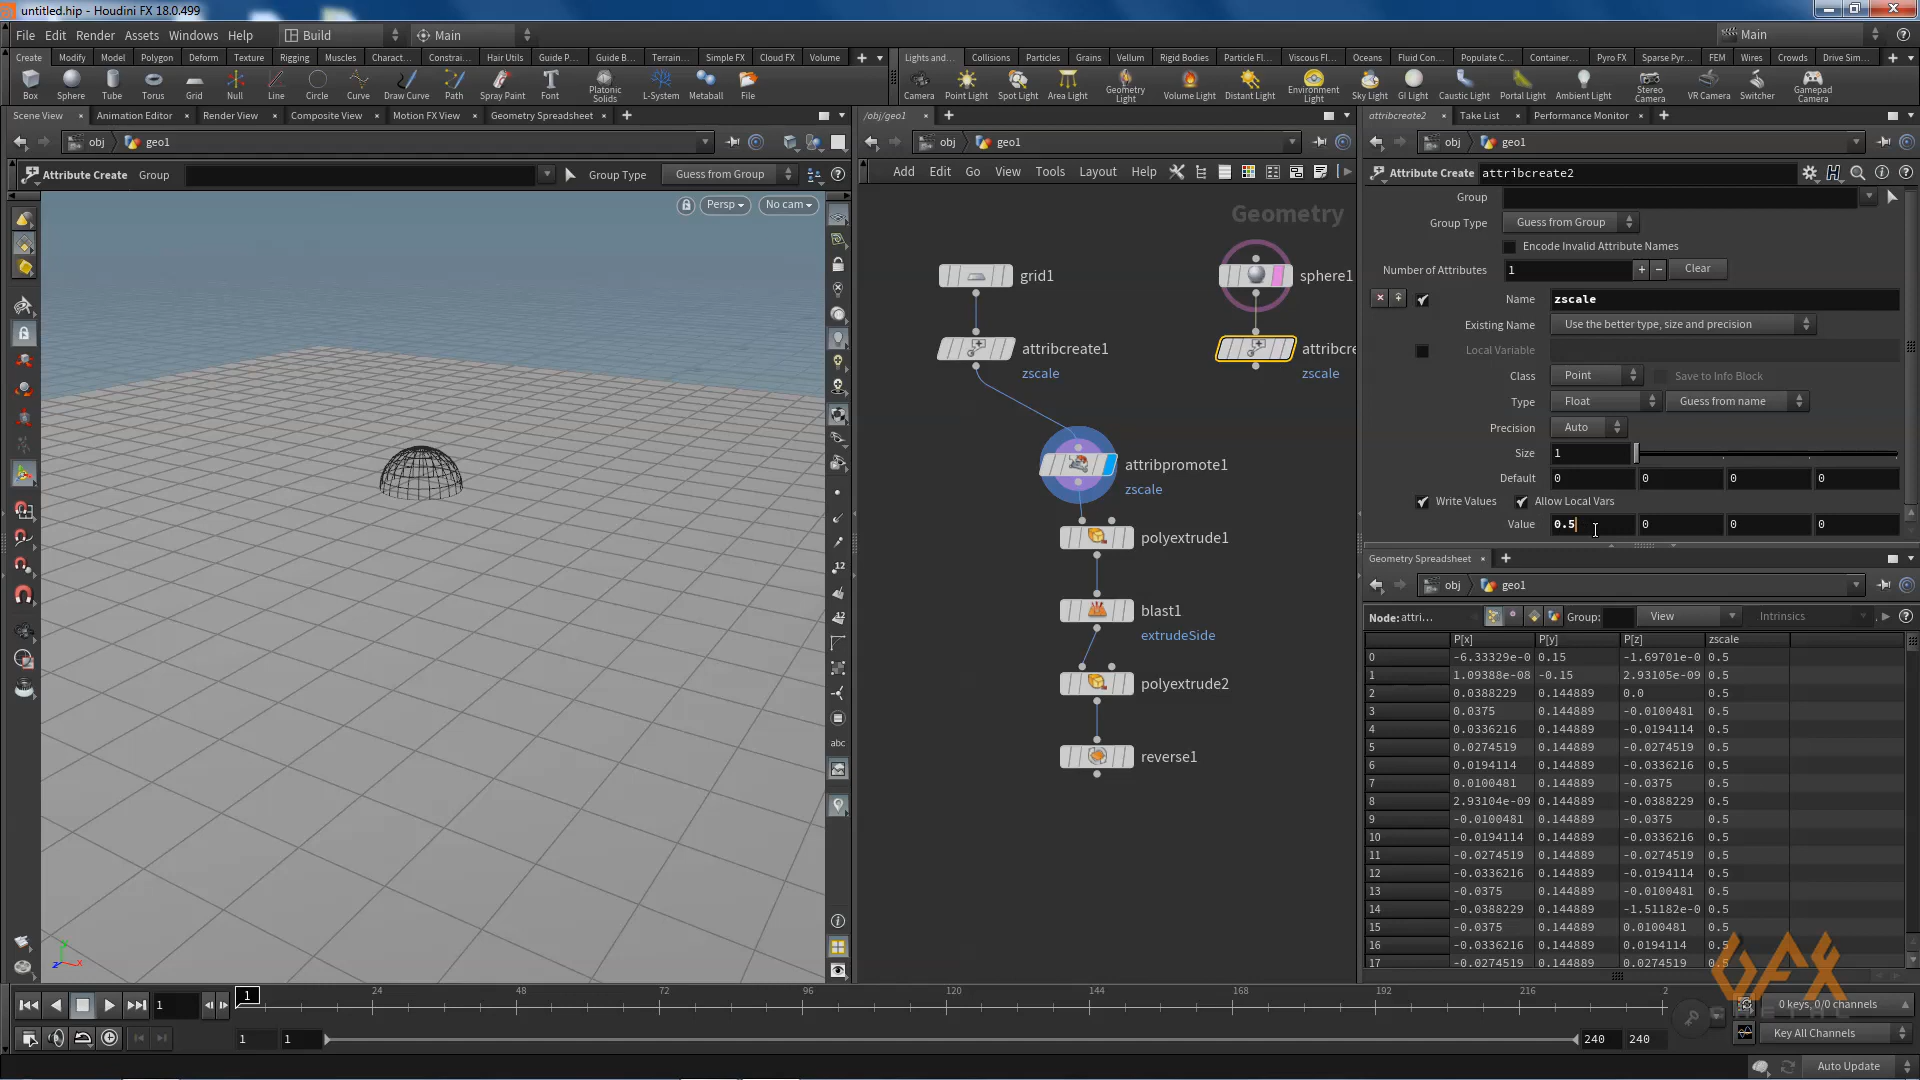 untitled.hip - Houdini FX 18.0.499
File Edit Render Assets Windows Help Build Main Main
Create Modify Model Polygon Deform Texture Rigging Muscles Charact... Constrai... Hair Utils Guide P... Guide B... Terrain... Simple FX Cloud FX Volume
Lights and... Collisions Particles Grains Vellum Rigid Bodies Particle Fl... Viscous Fl... Oceans Fluid Con... Populate C... Container... Pyro FX Sparse Pyr... FEM Wires Crowds Drive Sim...
Box Sphere Tube Torus Grid Null Line Circle Curve Draw Curve Path Spray Paint Font Platonic Solids L-System Metaball File
Camera Point Light Spot Light Area Light Geometry Light Volume Light Distant Light Environment Light Sky Light GI Light Caustic Light Portal Light Ambient Light Stereo Camera VR Camera Switcher Gamepad Camera
Scene View Animation Editor Render View Composite View Motion FX View Geometry Spreadsheet
/obj/geo1
attribcreate2 Take List Performance Monitor
obj geo1
obj geo1
obj geo1
Attribute Create Group Group Type Guess from Group
Add Edit Go View Tools Layout Help
Attribute Create attribcreate2
Persp No cam
Geometry
grid1
sphere1
attribcreate1
zscale
attribcre
zscale
attribpromote1
zscale
polyextrude1
blast1
extrudeSide
polyextrude2
reverse1
Group
Group Type Guess from Group
Encode Invalid Attribute Names
Number of Attributes 1 + - Clear
Name zscale
Existing Name Use the better type, size and precision
Local Variable
Class Point Save to Info Block
Type Float Guess from name
Precision Auto
Size 1
Default 0 0 0 0
Write Values Allow Local Vars
Value 0.5 0 0 0
Geometry Spreadsheet
obj geo1
Node: attri... Group: View Intrinsics
P[x] P[y] P[z] zscale
0 -6.33329e-0 0.15 -1.69701e-0 0.5
1 1.09388e-08 -0.15 2.93105e-09 0.5
2 0.0388229 0.144889 0.0 0.5
3 0.0375 0.144889 -0.0100481 0.5
4 0.0336216 0.144889 -0.0194114 0.5
5 0.0274519 0.144889 -0.0274519 0.5
6 0.0194114 0.144889 -0.0336216 0.5
7 0.0100481 0.144889 -0.0375 0.5
8 2.93104e-09 0.144889 -0.0388229 0.5
9 -0.0100481 0.144889 -0.0375 0.5
10 -0.0194114 0.144889 -0.0336216 0.5
11 -0.0274519 0.144889 -0.0274519 0.5
12 -0.0336216 0.144889 -0.0194114 0.5
13 -0.0375 0.144889 -0.0100481 0.5
14 -0.0388229 0.144889 -1.51182e-0 0.5
15 -0.0375 0.144889 0.0100481 0.5
16 -0.0336216 0.144889 0.0194114 0.5
17 -0.0274519 0.144889 0.0274519 0.5
abc
12
12
y
z x
1 1 24 48 72 96 120 144 168 192 216 2
0 keys, 0/0 channels
1 1 240 240 Key All Channels
Auto Update
GFX